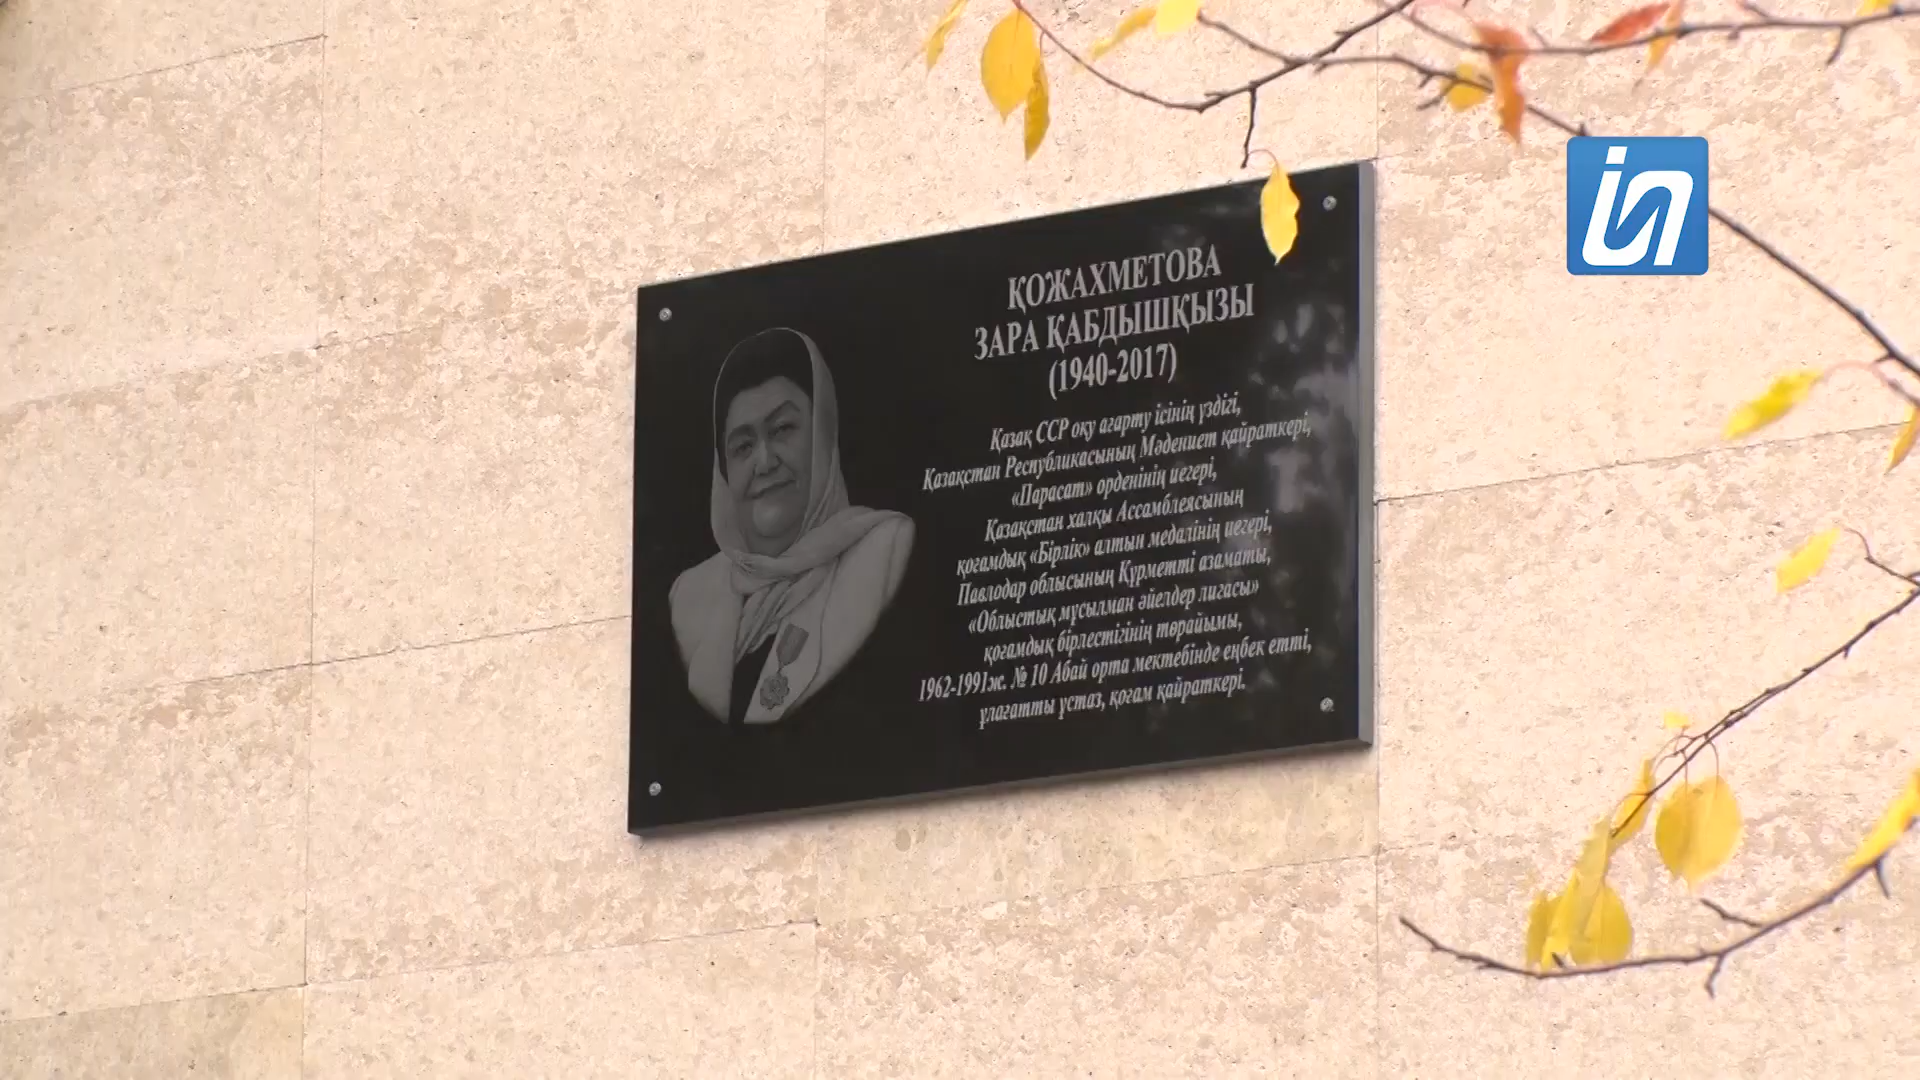 ҚОЖАХМЕТОВА
ЗАРА ҚАБДЫШҚЫЗЫ
(1940-2017)
Қазақ ССР оқу ағарту ісінің үздігі,
Қазақстан Республикасының Мәдениет қайраткері,
«Парасат» орденінің иегері,
Қазақстан халқы Ассамблеясының
қоғамдық «Бірлік» алтын медалінің иегері,
Павлодар облысының Құрметті азаматы,
«Облыстық мұсылман әйелдер лигасы»
қоғамдық бірлестігінің төрайымы,
1962-1991ж. № 10 Абай орта мектебінде еңбек етті,
ұлағатты ұстаз, қоғам қайраткері.